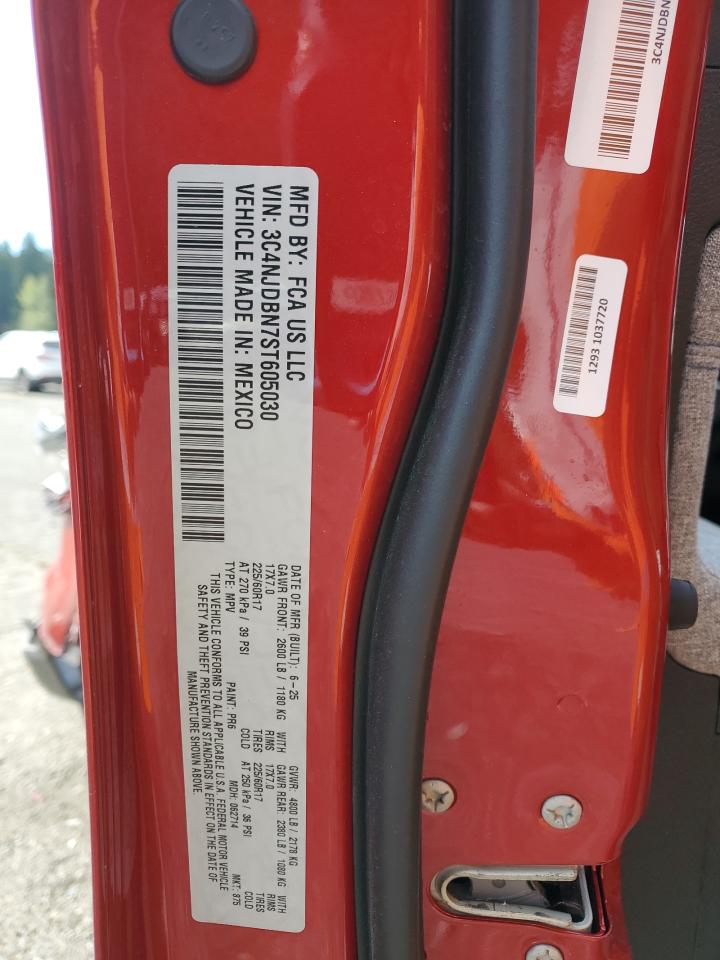 MFD BY: FCA US LLC
VIN: 3C4NJDBN7ST605030
VEHICLE MADE IN: MEXICO
DATE OF MFR (BUILT): 6-25 GVWR: 4800 LB / 2178 KG
GAWR FRONT: 2600 LB / 1180 KG WITH GAWR REAR: 2380 LB / 1080 KG WITH
17X7.0 RIMS 17X7.0 RIMS
225/60R17 TIRES 225/60R17 TIRES
AT 270 kPa / 39 PSI COLD AT 250 kPa / 36 PSI COLD
TYPE: MPV PAINT: PR6 MDH: 062714 MKT: 875
THIS VEHICLE CONFORMS TO ALL APPLICABLE U.S.A. FEDERAL MOTOR VEHICLE
SAFETY AND THEFT PREVENTION STANDARDS IN EFFECT ON THE DATE OF
MANUFACTURE SHOWN ABOVE
3C4NJDBN
1293 1037720